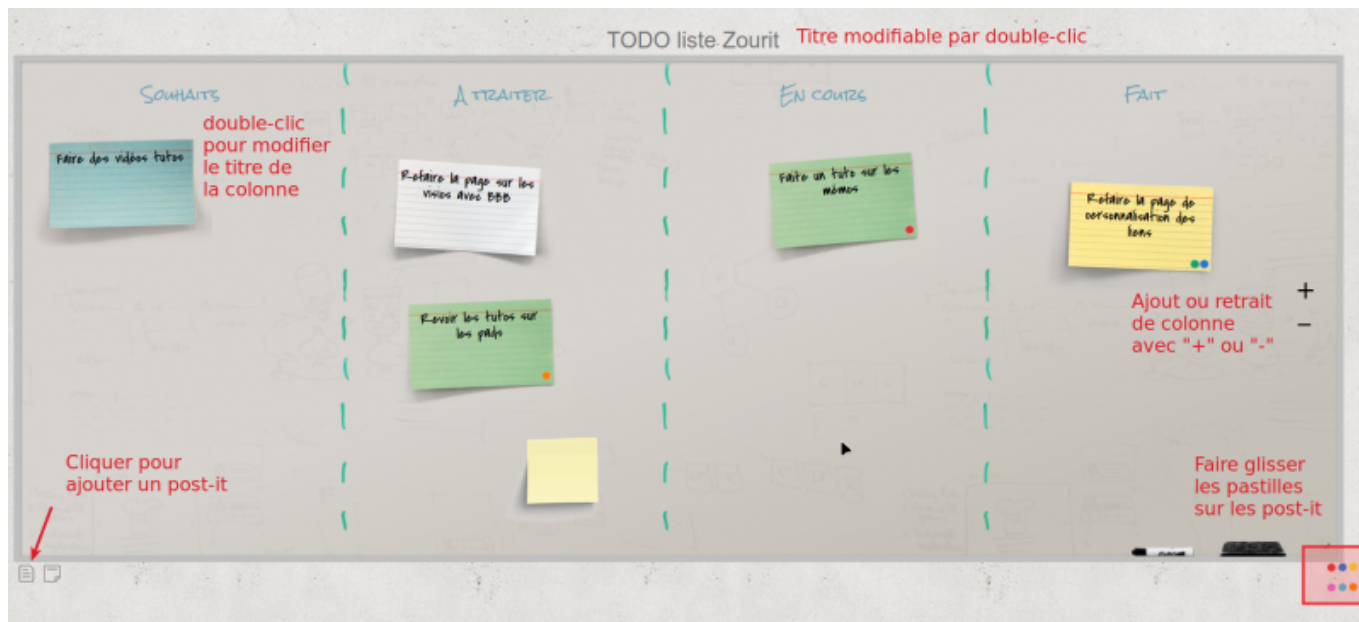 TODO liste Zourit
Titre modifiable par double-clic
SOUHAITS
A TRAITER
EN COURS
FAIT
double-clic
pour modifier
le titre de
la colonne
Faire des vidéos tutos
Refaire la page sur les
visios avec BBB
Faite un tuto sur les
mémos
Refaire la page de
personnalisation des
liens
Revoir les tutos sur
les pads
Ajout ou retrait
de colonne
avec "+" ou "-"
+
–
Cliquer pour
ajouter un post-it
Faire glisser
les pastilles
sur les post-it